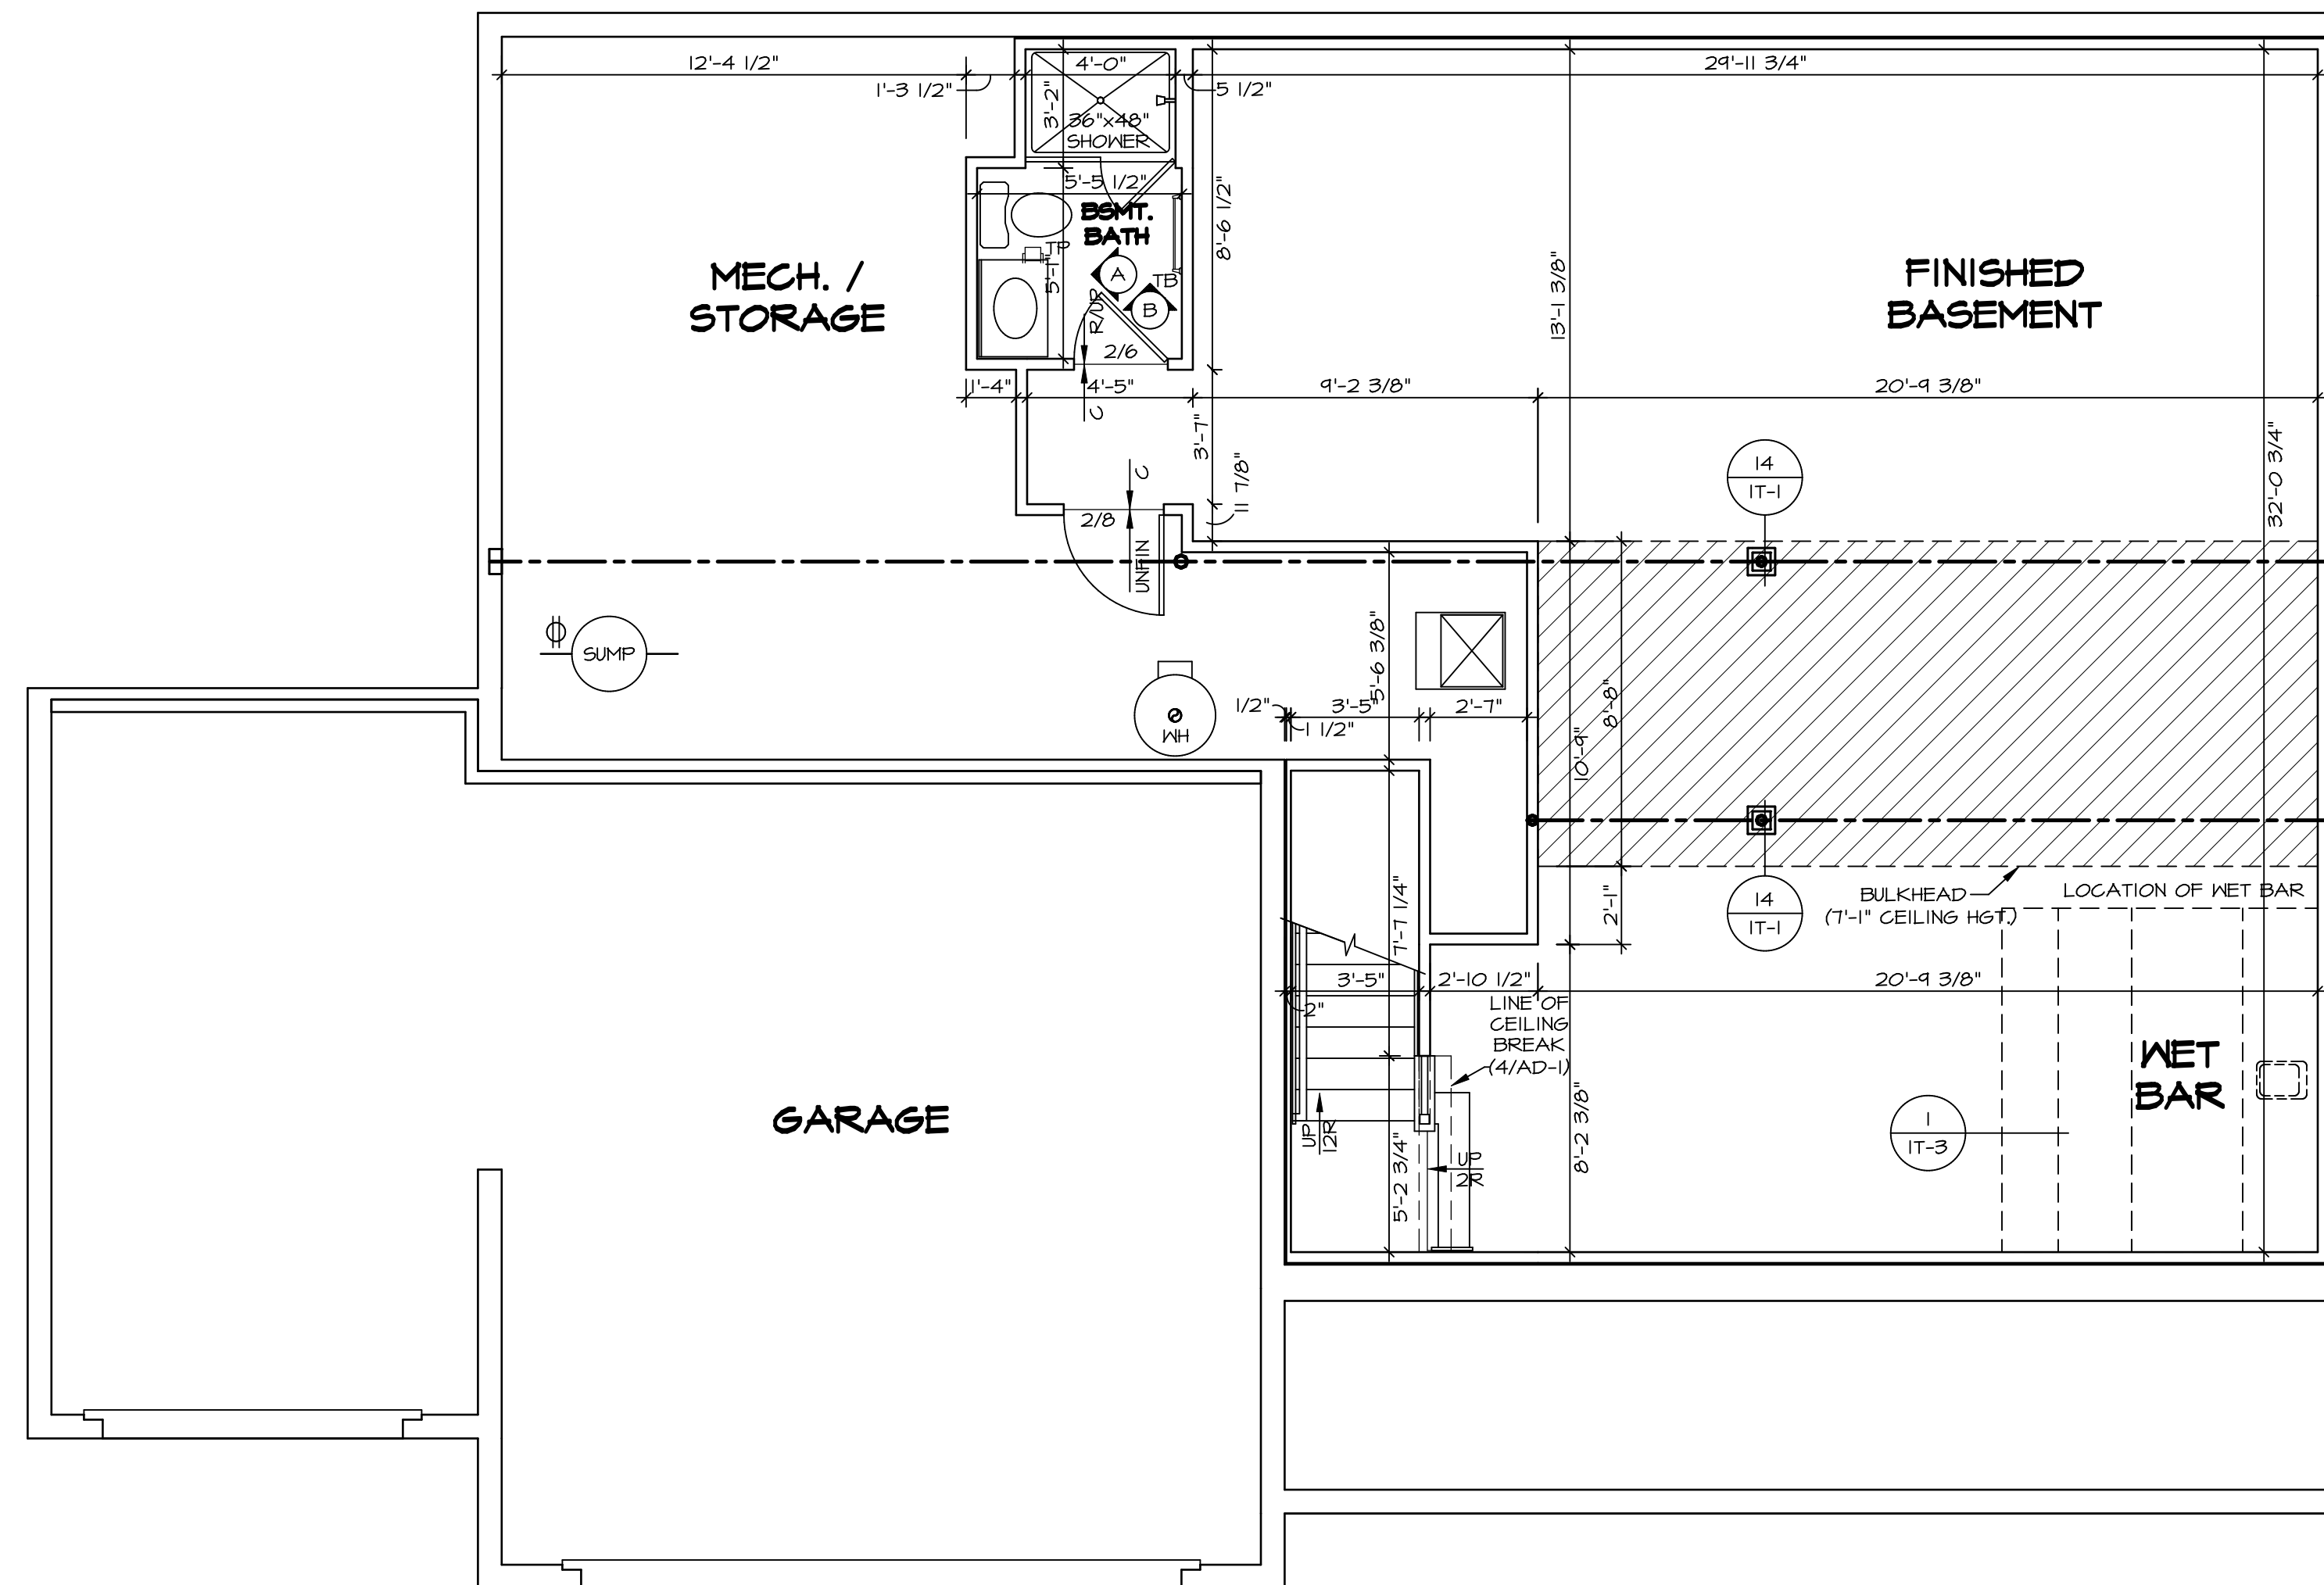 12'-4 1/2"
4'-0"
29'-11 3/4"
1'-3 1/2"
5 1/2"
3'-2"
36"x48"
SHOWER
5'-5 1/2"
BSMT.
BATH
8'-6 1/2"
TP
5'-1"
A
TB
B
R/UP
2/6
MECH. /
STORAGE
13'-1 3/8"
FINISHED
BASEMENT
1'-4"
4'-5"
9'-2 3/8"
20'-9 3/8"
C
3'-7"
C
11 7/8"
14
1T-1
32'-0 3/4"
2/8
UNFIN
SUMP
5'-6 3/8"
8'-8"
1/2"
3'-5"
2'-7"
1 1/2"
WH
10'-9"
7'-7 1/4"
2'-1"
14
1T-1
BULKHEAD
(7'-1" CEILING HGT.)
LOCATION OF WET BAR
3'-5"
2'-10 1/2"
20'-9 3/8"
2"
LINE OF
CEILING
BREAK
(4/AD-1)
WET
BAR
GARAGE
UP
12R
5'-2 3/4"
UP
2R
8'-2 3/8"
1
1T-3